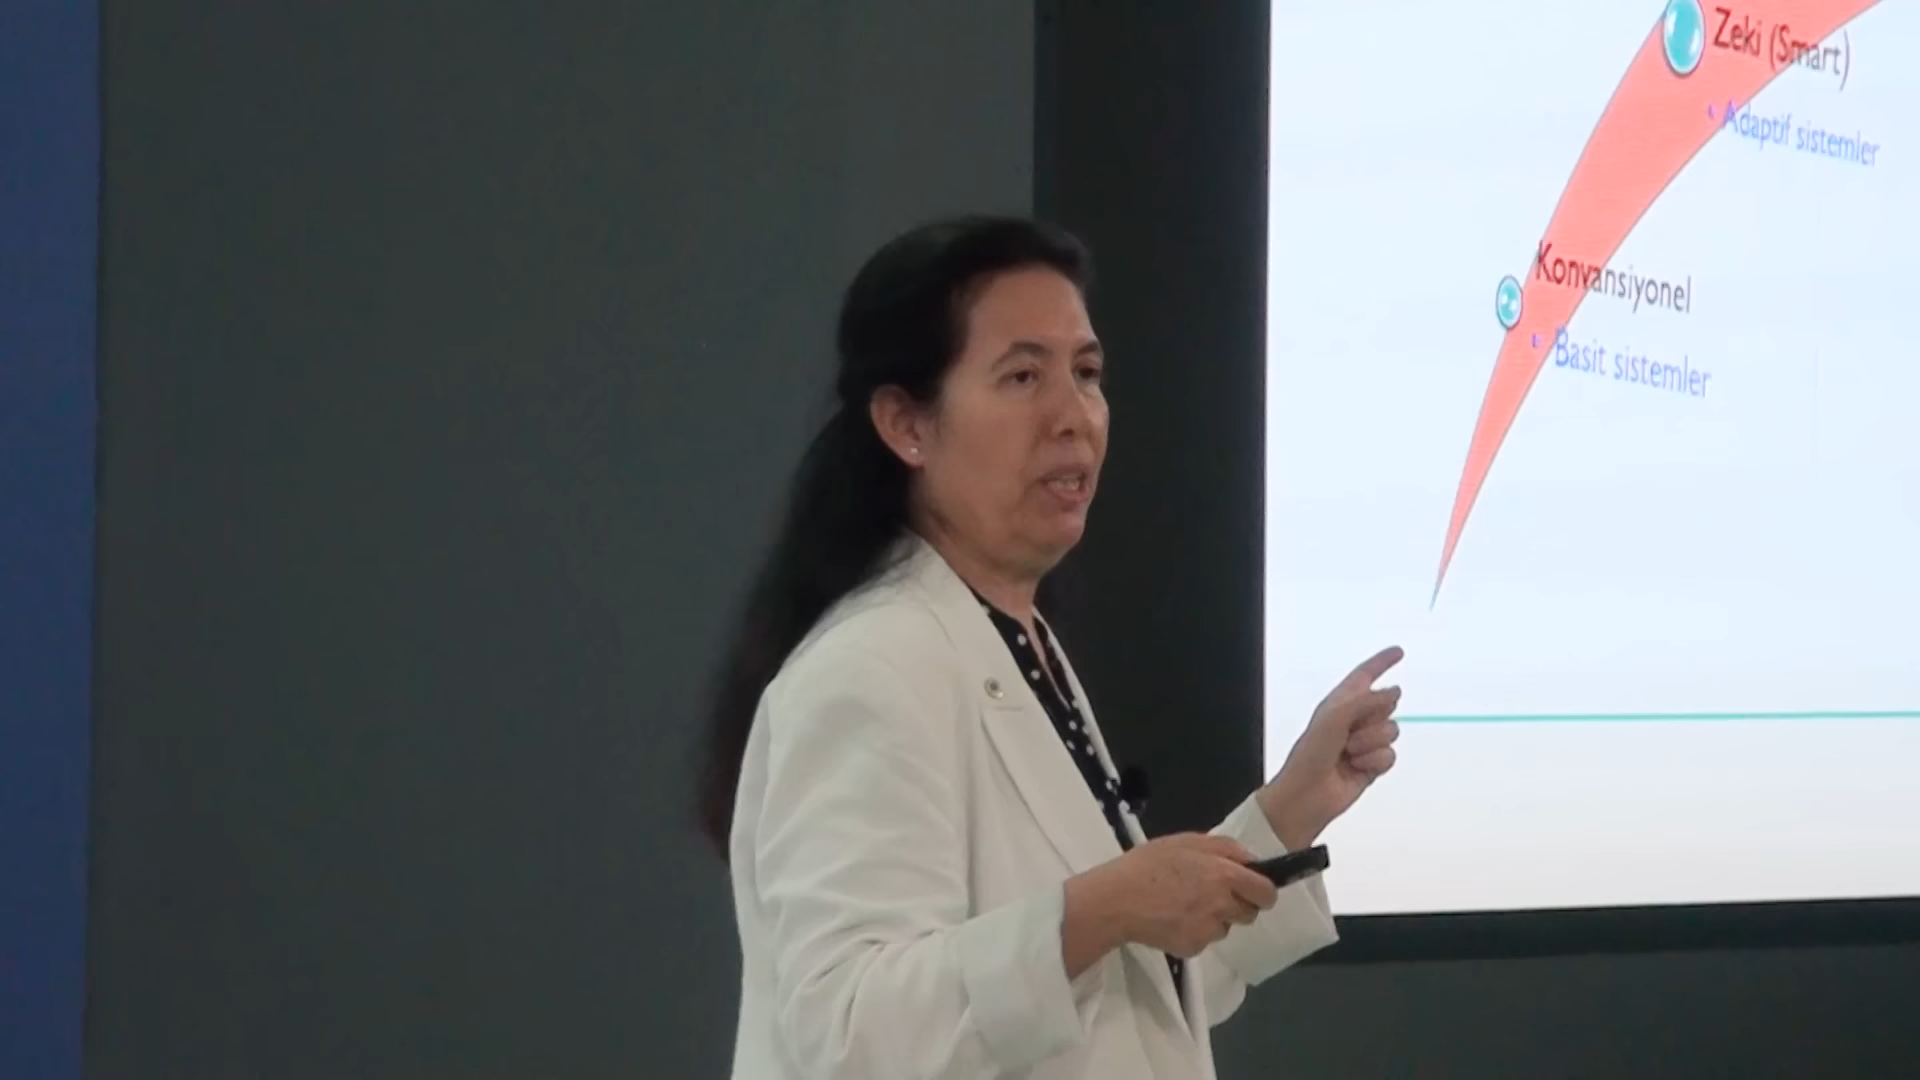 Zeki (Smart)
Adaptif sistemler
Konvansiyonel
Basit sistemler